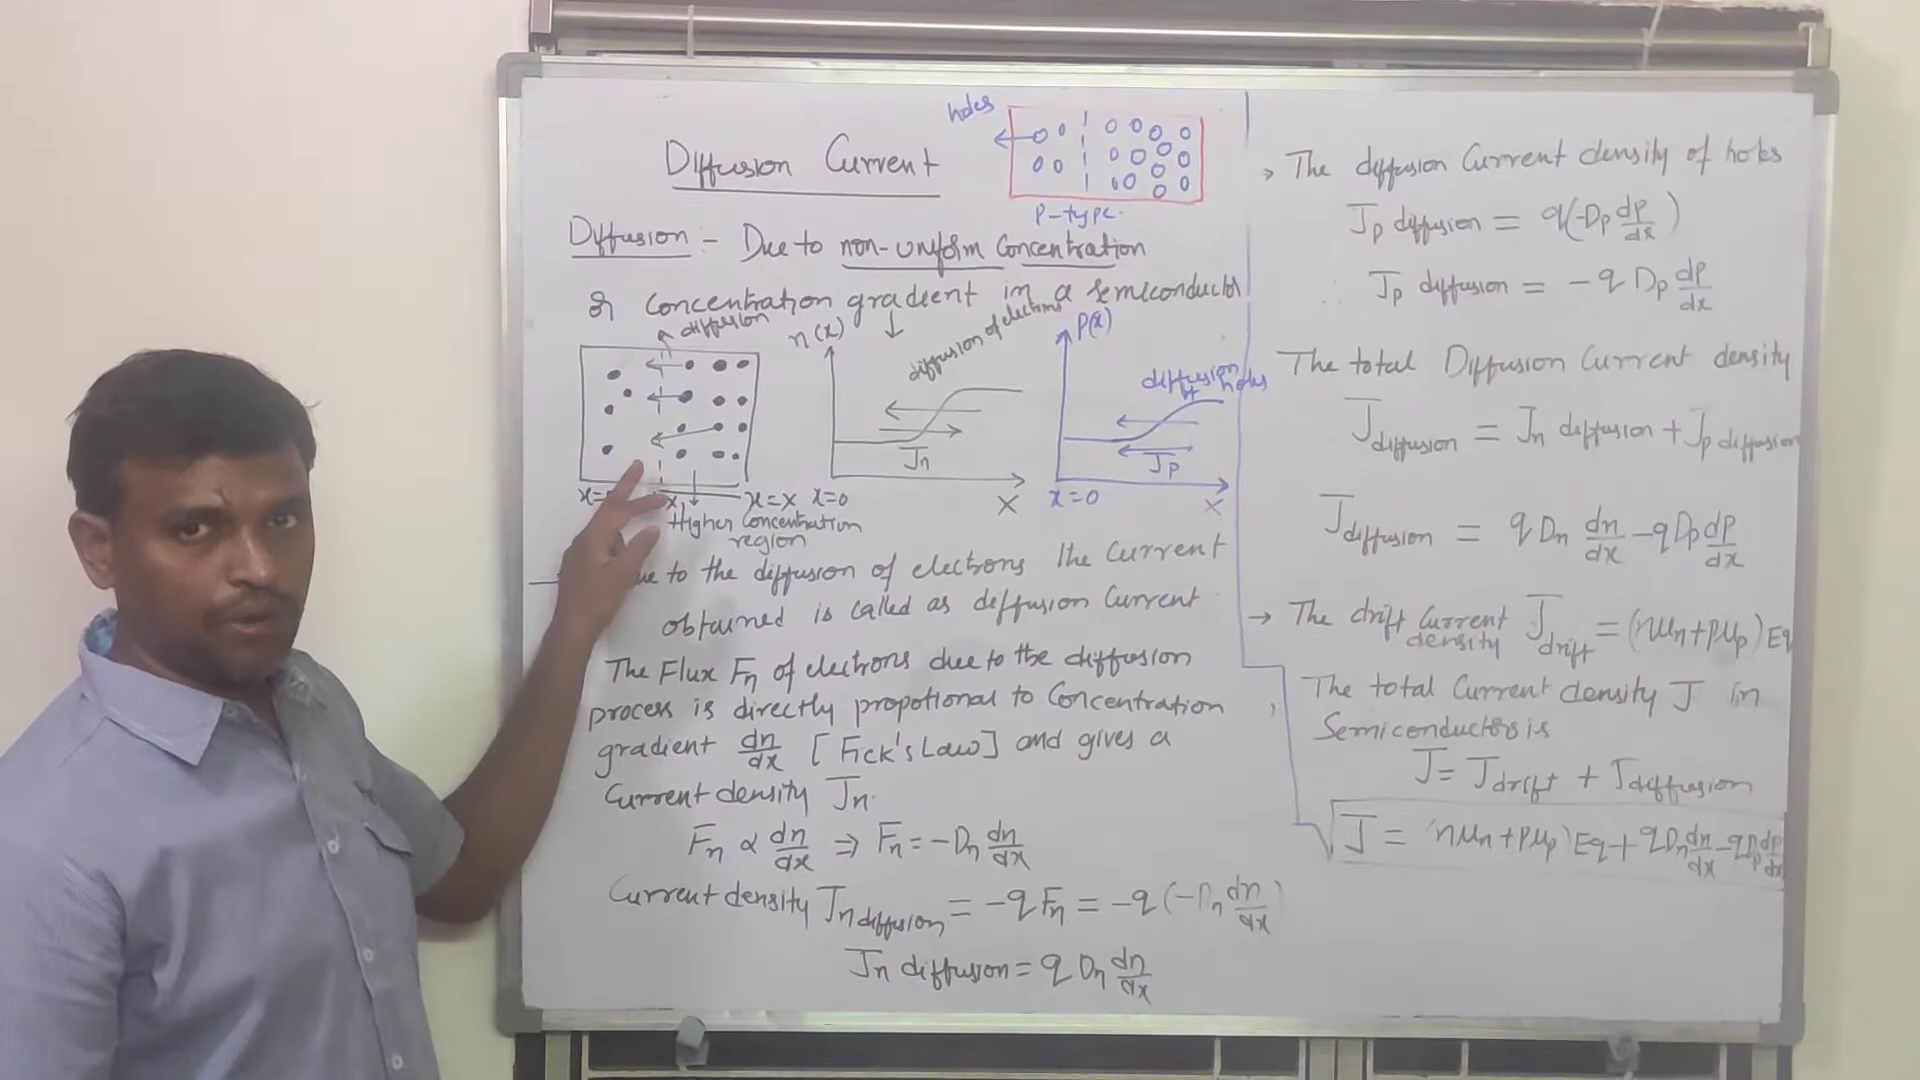 holes
Diffusion Current
P-type.
Diffusion - Due to non-uniform Concentration
or Concentration gradient in a semiconductor
diffusion
n(x)
diffusion of electrons
P(x)
diffusion of holes
Jn
Jp
x1
x=x
x=0
X
x=0
X
Higher Concentration
region
to the diffusion of electrons the Current
obtained is called as diffusion Current
The Flux Fn of electrons due to the diffusion
process is directly propotional to Concentration
gradient dn/dx [Fick's Law] and gives a
Current density Jn.
Fn ∝ dn/dx ⇒ Fn = -Dn dn/dx
Current density Jn diffusion = -q Fn = -q (-Dn dn/dx)
Jn diffusion = q Dn dn/dx
→ The diffusion Current density of holes
Jp diffusion = q(-Dp dp/dx)
∴ Jp diffusion = -q Dp dp/dx
The total Diffusion Current density
Jdiffusion = Jn diffusion + Jp diffusion
Jdiffusion = q Dn dn/dx - q Dp dp/dx
→ The drift Current density Jdrift = (nμn+pμp) Eq
The total Current density J in
Semiconductors is
J = Jdrift + Jdiffusion
J = nμn+pμp) Eq + q Dn dn/dx - q Dp dp/dx